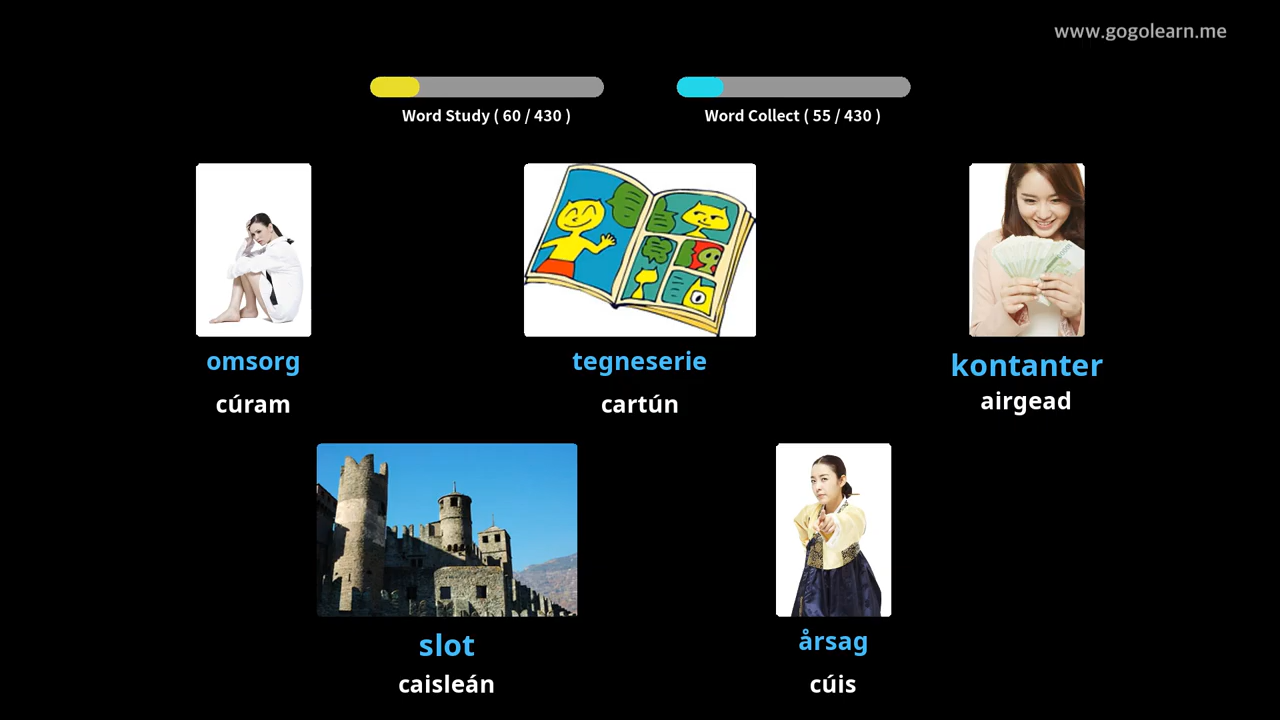 www.gogolearn.me
Word Study ( 60 / 430 )
Word Collect ( 55 / 430 )
omsorg
cúram
tegneserie
cartún
kontanter
airgead
slot
caisleán
årsag
cúis